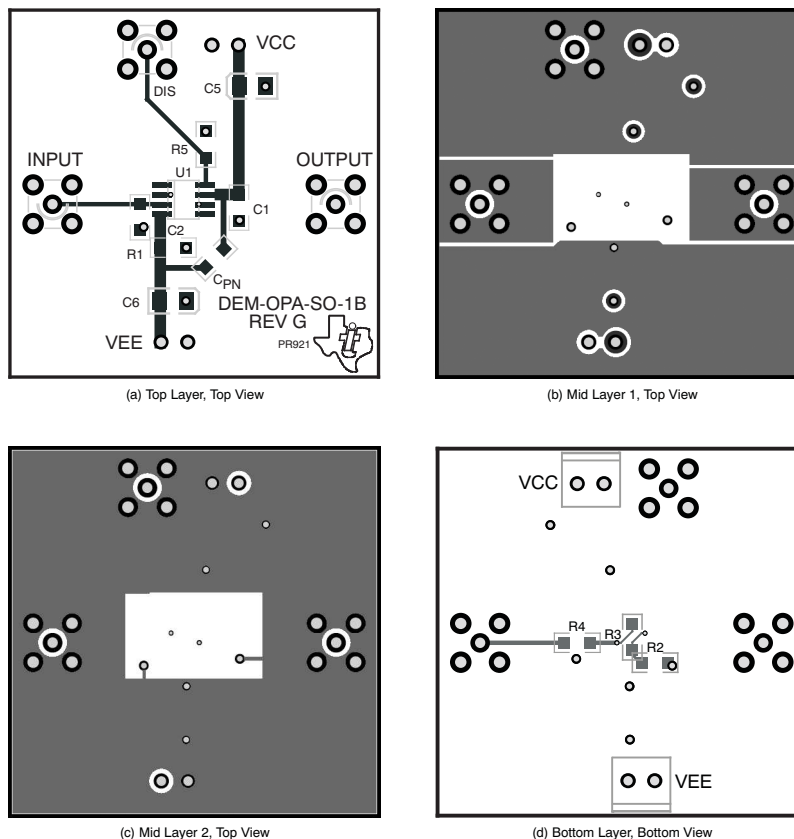 VCC
DIS
C5
R5
INPUT
U1
OUTPUT
C1
C2
R1
CPN
C6
DEM-OPA-SO-1B
REV G
VEE
PR921
(a) Top Layer, Top View
(b) Mid Layer 1, Top View
(c) Mid Layer 2, Top View
VCC
R4
R3
R2
VEE
(d) Bottom Layer, Bottom View